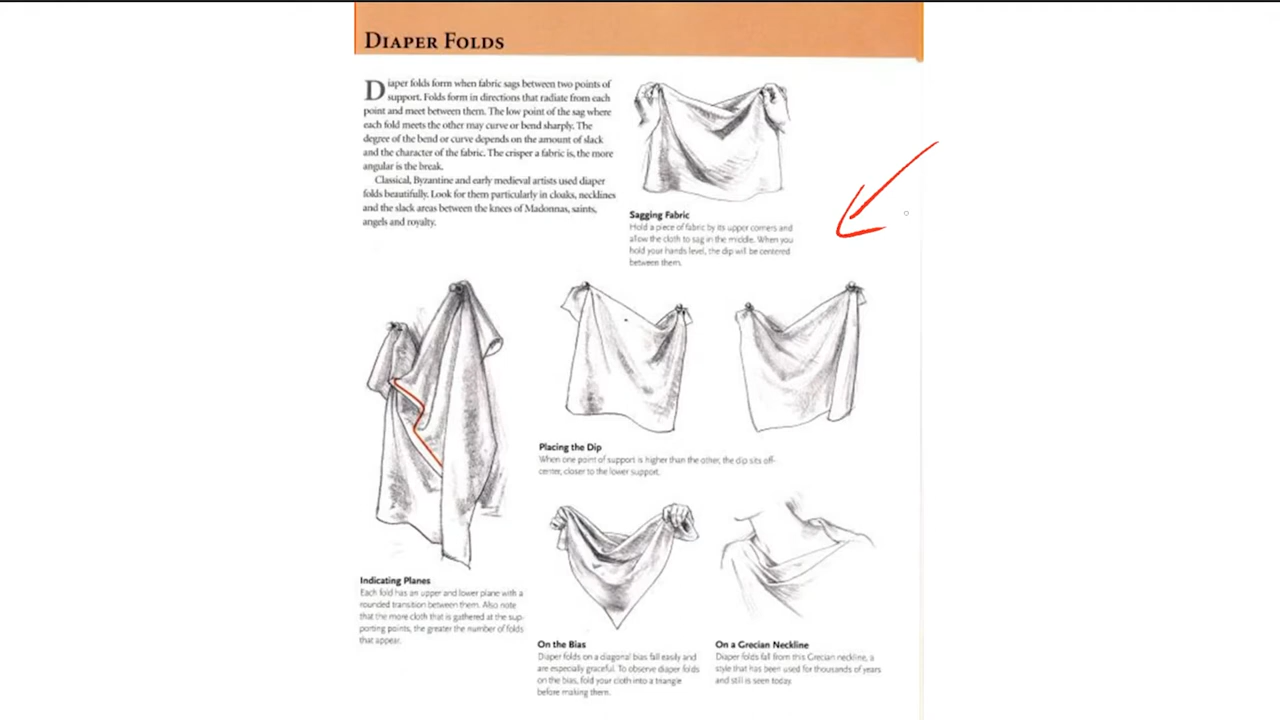 DIAPER FOLDS
Diaper folds form when fabric sags between two points of
support. Folds form in directions that radiate from each
point and meet between them. The low point of the sag where
each fold meets the other may curve or bend sharply. The
degree of the bend or curve depends on the amount of slack
and the character of the fabric. The crisper a fabric is, the more
angular is the break.
Classical, Byzantine and early medieval artists used diaper
folds beautifully. Look for them particularly in cloaks, necklines
and the slack areas between the knees of Madonnas, saints,
angels and royalty.
Sagging Fabric
Hold a piece of fabric by its upper corners and
allow the cloth to sag in the middle. When you
hold your hands level, the dip will be centered
between them.
Placing the Dip
When one point of support is higher than the other, the dip sits off-
center, closer to the lower support.
Indicating Planes
Each fold has an upper and lower plane with a
rounded transition between them. Also note
that the more cloth that is gathered at the sup-
porting points, the greater the number of folds
that appear.
On the Bias
Diaper folds on a diagonal bias fall easily and
are especially graceful. To observe diaper folds
on the bias, fold your cloth into a triangle
before making them.
On a Grecian Neckline
Diaper folds fall from this Grecian neckline, a
style that has been used for thousands of years
and still is seen today.